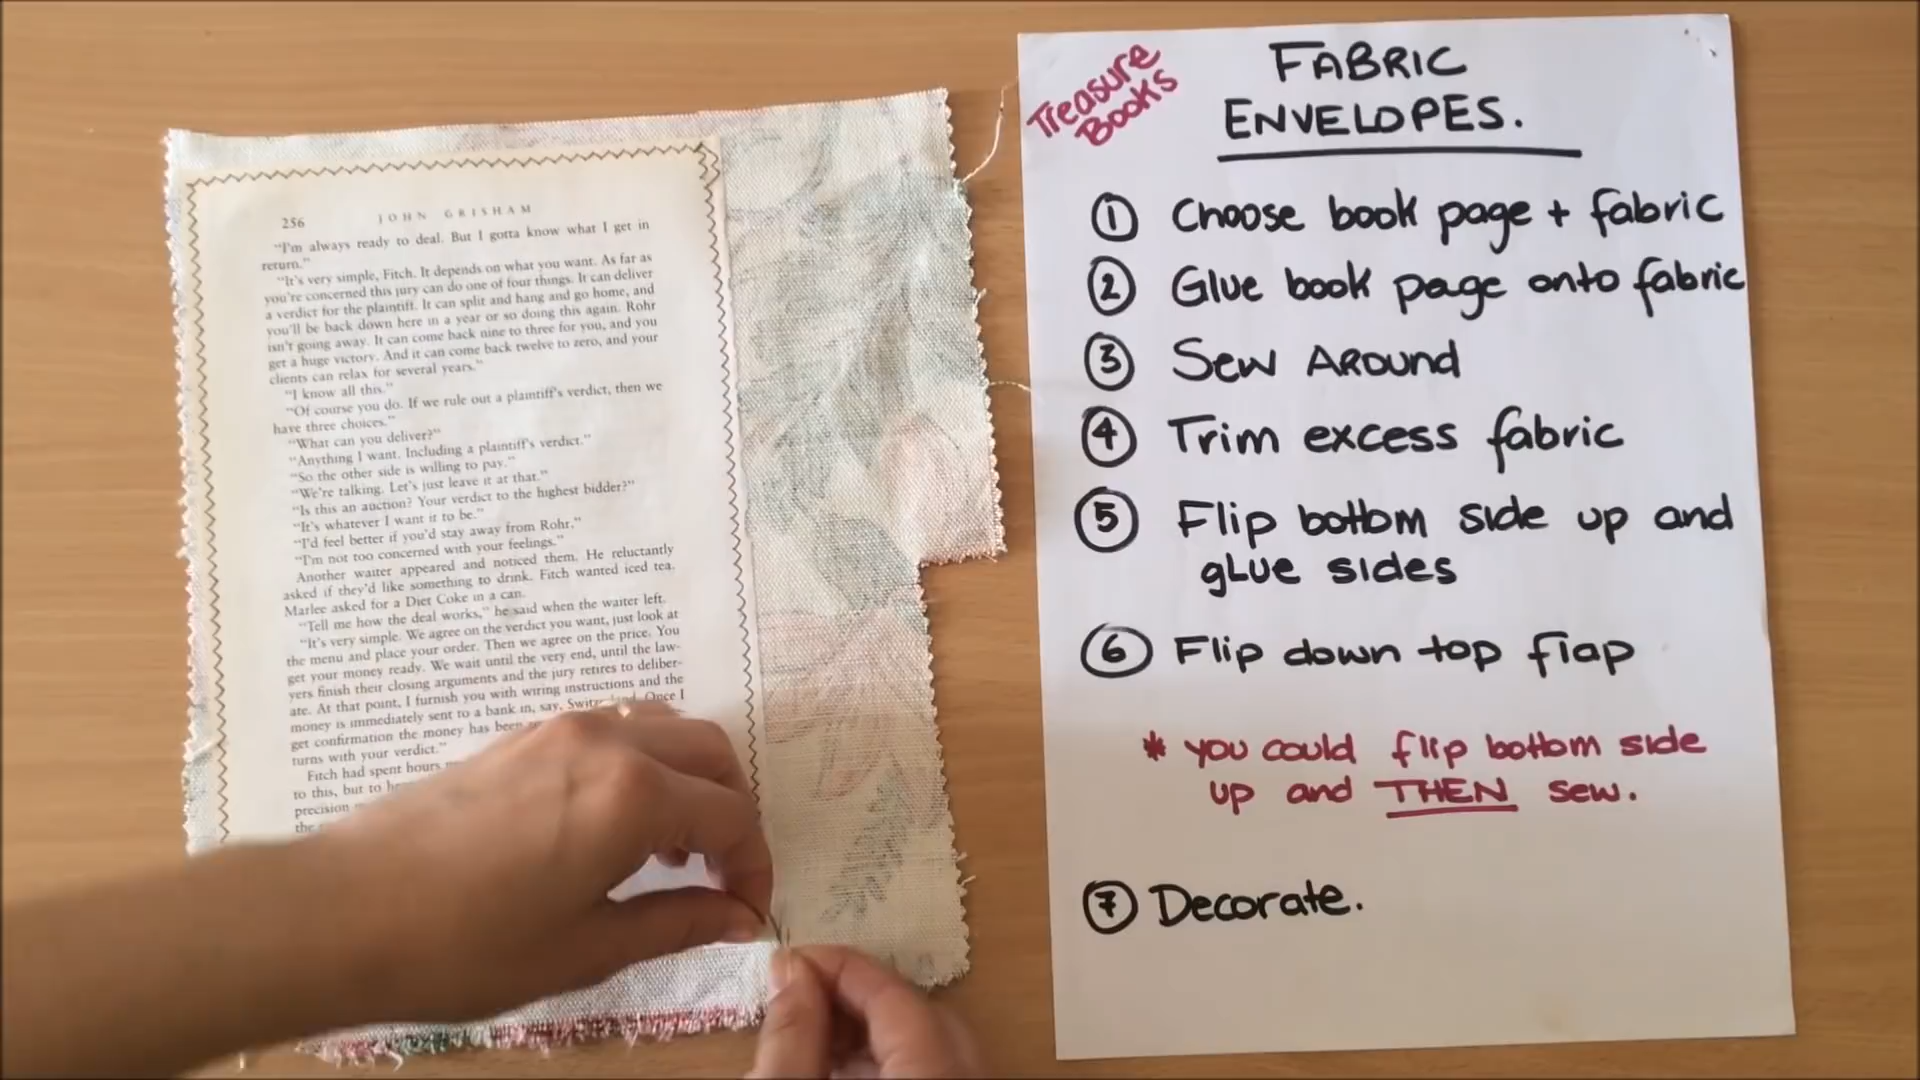 256 JOHN GRISHAM
"I'm always ready to deal. But I gotta know what I get in
return."
"It's very simple, Fitch. It depends on what you want. As far as
you're concerned this jury can do one of four things. It can deliver
a verdict for the plaintiff. It can split and hang and go home, and
you'll be back down here in a year or so doing this again. Rohr
isn't going away. It can come back nine to three for you, and you
get a huge victory. And it can come back twelve to zero, and your
clients can relax for several years."
"I know all this."
"Of course you do. If we rule out a plaintiff's verdict, then we
have three choices."
"What can you deliver?"
"Anything I want. Including a plaintiff's verdict."
"So the other side is willing to pay."
"We're talking. Let's just leave it at that."
"Is this an auction? Your verdict to the highest bidder?"
"It's whatever I want it to be."
"I'd feel better if you'd stay away from Rohr."
"I'm not too concerned with your feelings."
Another waiter appeared and noticed them. He reluctantly
asked if they'd like something to drink. Fitch wanted iced tea.
Marlee asked for a Diet Coke in a can.
"Tell me how the deal works," he said when the waiter left.
"It's very simple. We agree on the verdict you want, just look at
the menu and place your order. Then we agree on the price. You
get your money ready. We wait until the very end, until the law-
yers finish their closing arguments and the jury retires to deliber-
ate. At that point, I furnish you with wiring instructions and the
money is immediately sent to a bank in, say, Once I
get confirmation the money has been
turns with your verdict."
Fitch had spent hours
to this, but to
precision
the
Treasure
Books
FABRIC
ENVELOPES.
① Choose book page + fabric
② Glue book page onto fabric
③ Sew AROUND
④ Trim excess fabric
⑤ Flip bottom side up and
glue sides
⑥ Flip down top flap
* you could flip bottom side
up and THEN sew.
⑦ Decorate.